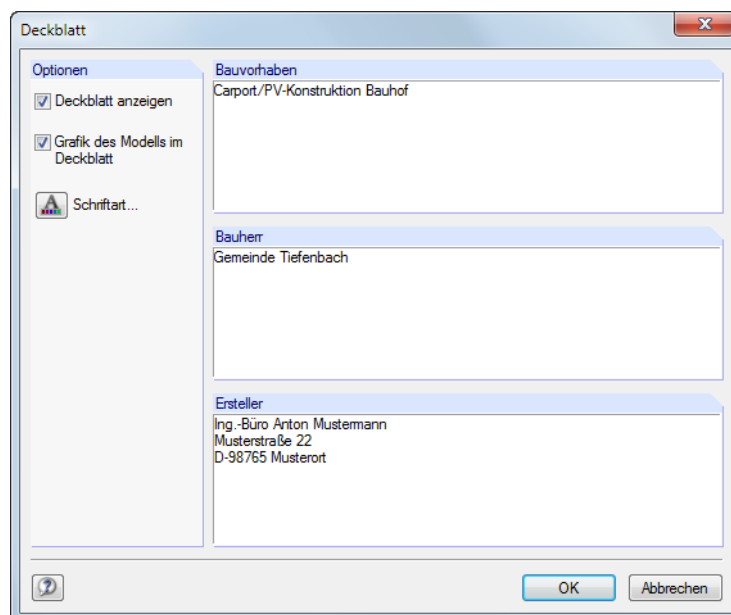 Deckblatt
Optionen
Deckblatt anzeigen
Grafik des Modells im
Deckblatt
Schriftart...
Bauvorhaben
Carport/PV-Konstruktion Bauhof
Bauherr
Gemeinde Tiefenbach
Ersteller
Ing.-Büro Anton Mustermann
Musterstraße 22
D-98765 Musterort
OK
Abbrechen